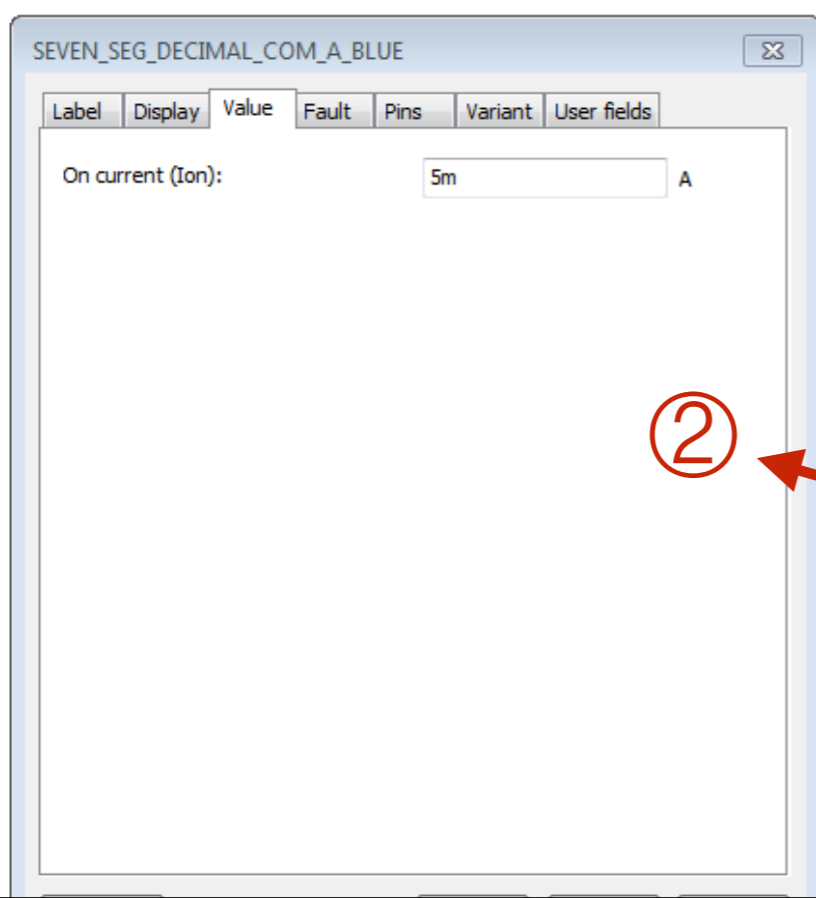 SEVEN_SEG_DECIMAL_COM_A_BLUE
Label Display Value Fault Pins Variant User fields
On current (Ion): 5m A
②